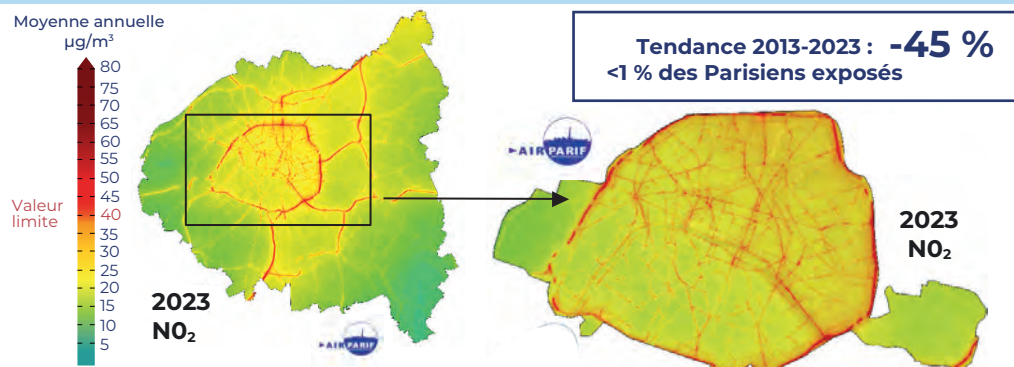 Moyenne annuelle
µg/m³
80
75
70
65
60
55
50
45
40
35
30
25
20
15
10
5
Valeur
limite
2023
N0₂
AIRPARIF
Tendance 2013-2023 : -45 %
<1 % des Parisiens exposés
AIRPARIF
2023
N0₂